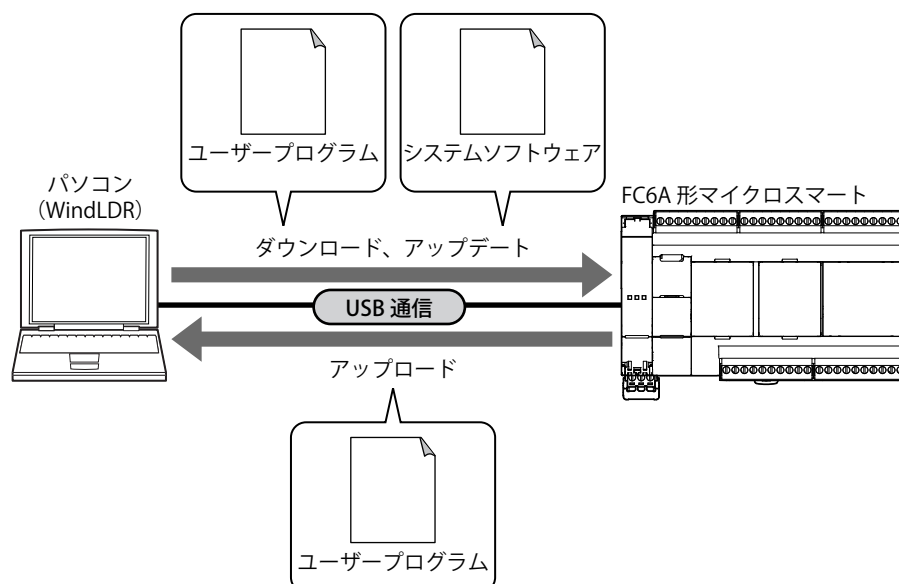 ユーザープログラム
システムソフトウェア
パソコン
(WindLDR)
FC6A 形マイクロスマート
ダウンロード、アップデート
USB 通信
アップロード
ユーザープログラム